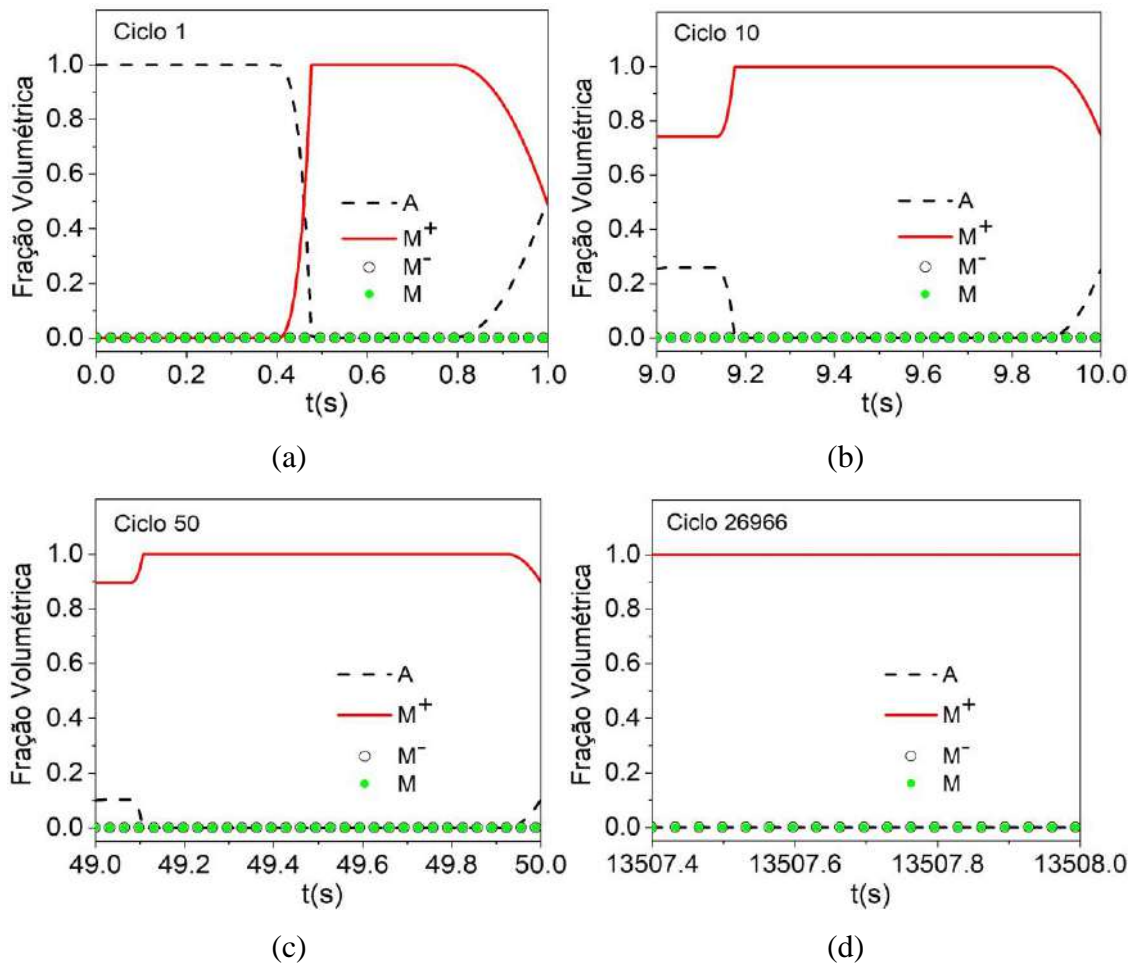 Ciclo 1
Fração Volumétrica
1.0
0.8
0.6
0.4
0.2
0.0
A
M⁺
M⁻
M
0.0 0.2 0.4 0.6 0.8 1.0
t(s)
(a)
Ciclo 10
Fração Volumétrica
1.0
0.8
0.6
0.4
0.2
0.0
A
M⁺
M⁻
M
9.0 9.2 9.4 9.6 9.8 10.0
t(s)
(b)
Ciclo 50
Fração Volumétrica
1.0
0.8
0.6
0.4
0.2
0.0
A
M⁺
M⁻
M
49.0 49.2 49.4 49.6 49.8 50.0
t(s)
(c)
Ciclo 26966
Fração Volumétrica
1.0
0.8
0.6
0.4
0.2
0.0
A
M⁺
M⁻
M
13507.4 13507.6 13507.8 13508.0
t(s)
(d)